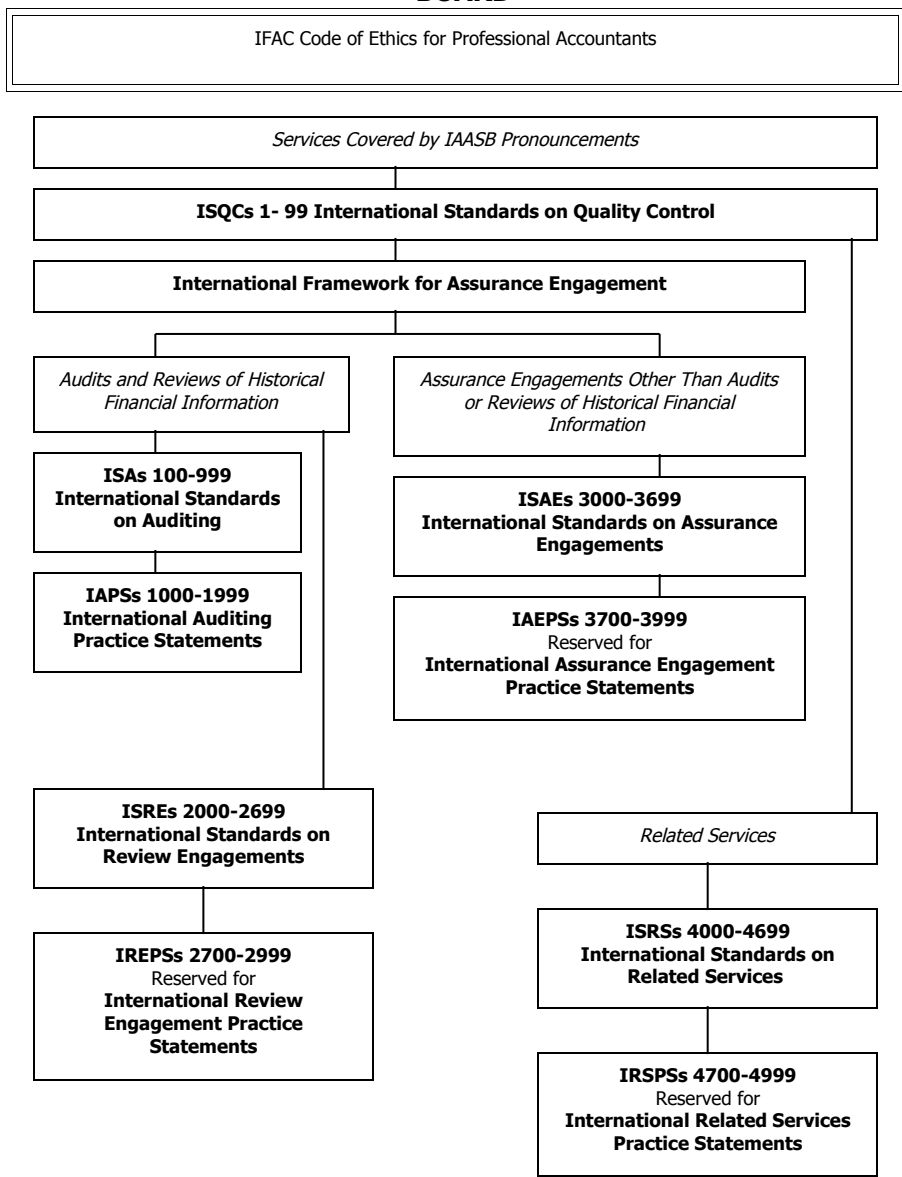 IFAC Code of Ethics for Professional Accountants
Services Covered by IAASB Pronouncements
ISQCs 1- 99 International Standards on Quality Control
International Framework for Assurance Engagement
Audits and Reviews of Historical
Financial Information
Assurance Engagements Other Than Audits
or Reviews of Historical Financial
Information
ISAs 100-999
International Standards
on Auditing
ISAEs 3000-3699
International Standards on Assurance
Engagements
IAPSs 1000-1999
International Auditing
Practice Statements
IAEPSs 3700-3999
Reserved for
International Assurance Engagement
Practice Statements
ISREs 2000-2699
International Standards on
Review Engagements
Related Services
IREPSs 2700-2999
Reserved for
International Review
Engagement Practice
Statements
ISRSs 4000-4699
International Standards on
Related Services
IRSPSs 4700-4999
Reserved for
International Related Services
Practice Statements